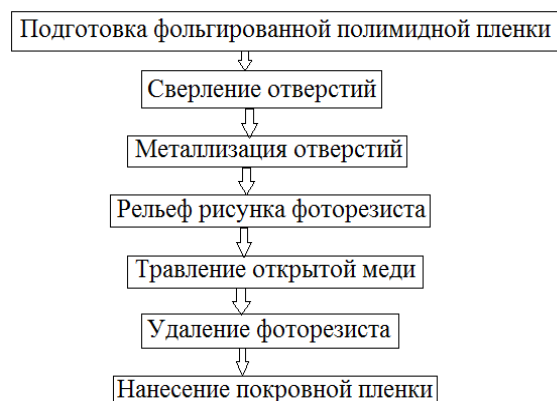 Подготовка фольгированной полимидной пленки
Сверление отверстий
Металлизация отверстий
Рельеф рисунка фоторезиста
Травление открытой меди
Удаление фоторезиста
Нанесение покровной пленки